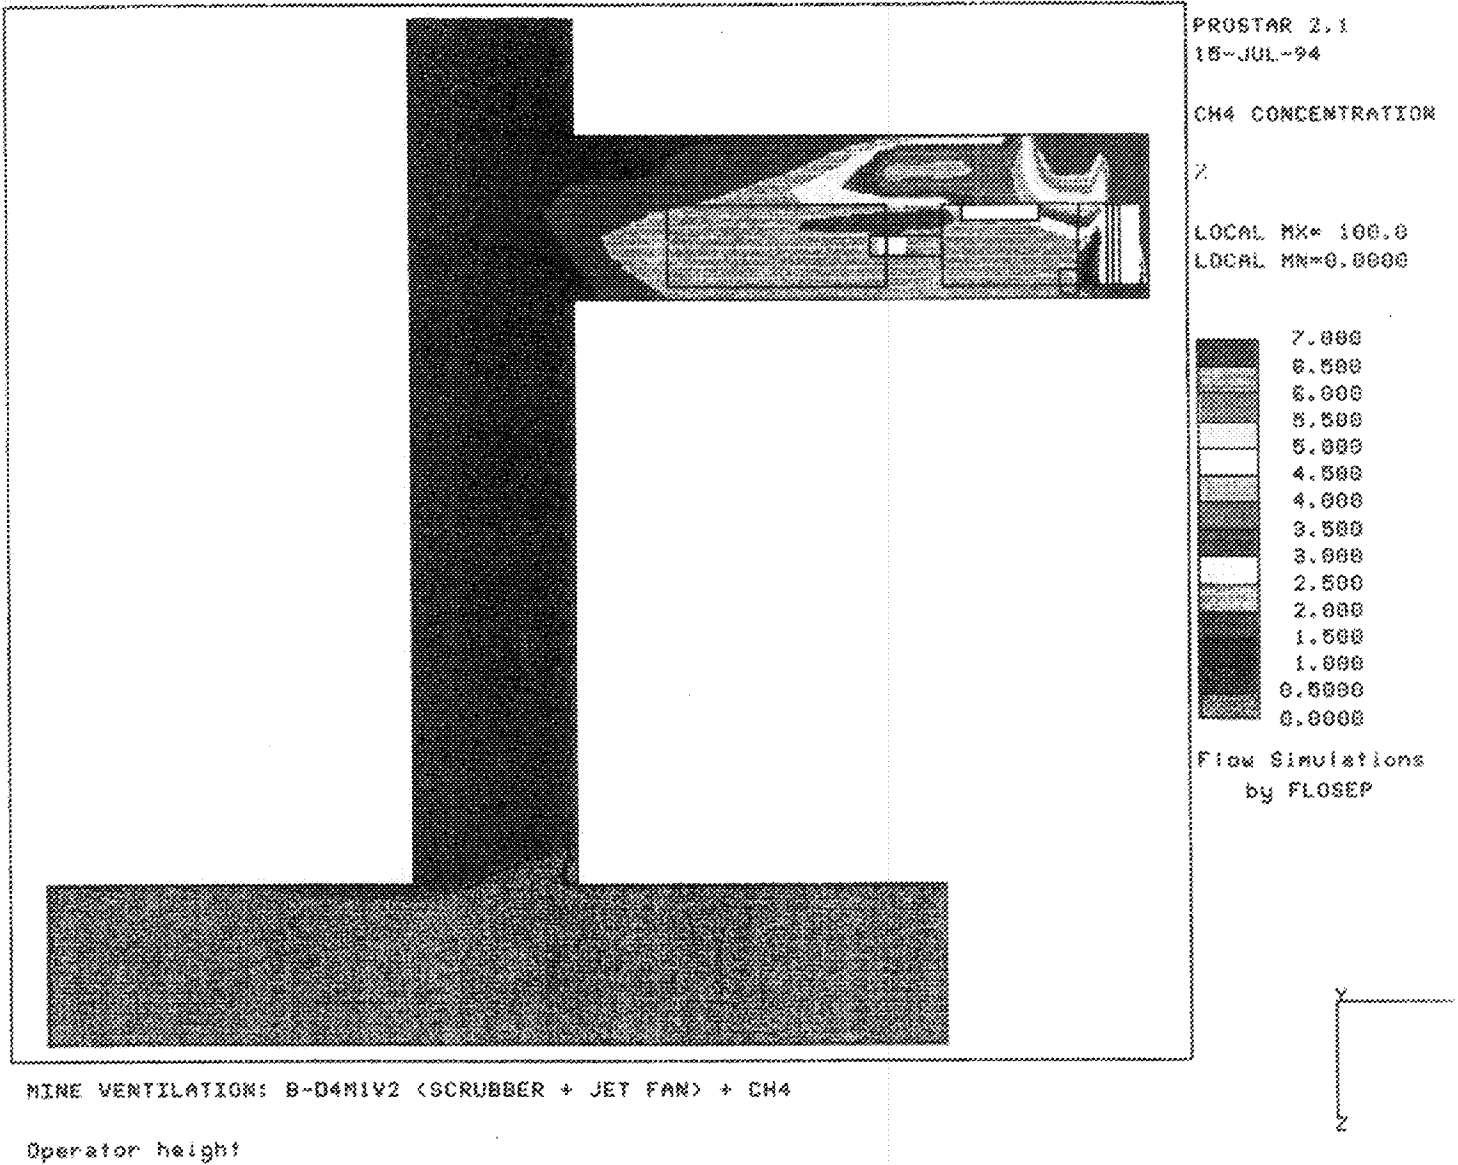 PROSTAR 2.1
15-JUL-94
CH4 CONCENTRATION
%
LOCAL MX= 100.0
LOCAL MN=0.0000
7.000
6.500
6.000
5.500
5.000
4.500
4.000
3.500
3.000
2.500
2.000
1.500
1.000
0.5000
0.0000
Flow Simulations
by FLOSEP
Y
Z
MINE VENTILATION: B-D4M1V2 (SCRUBBER + JET FAN) + CH4
Operator height